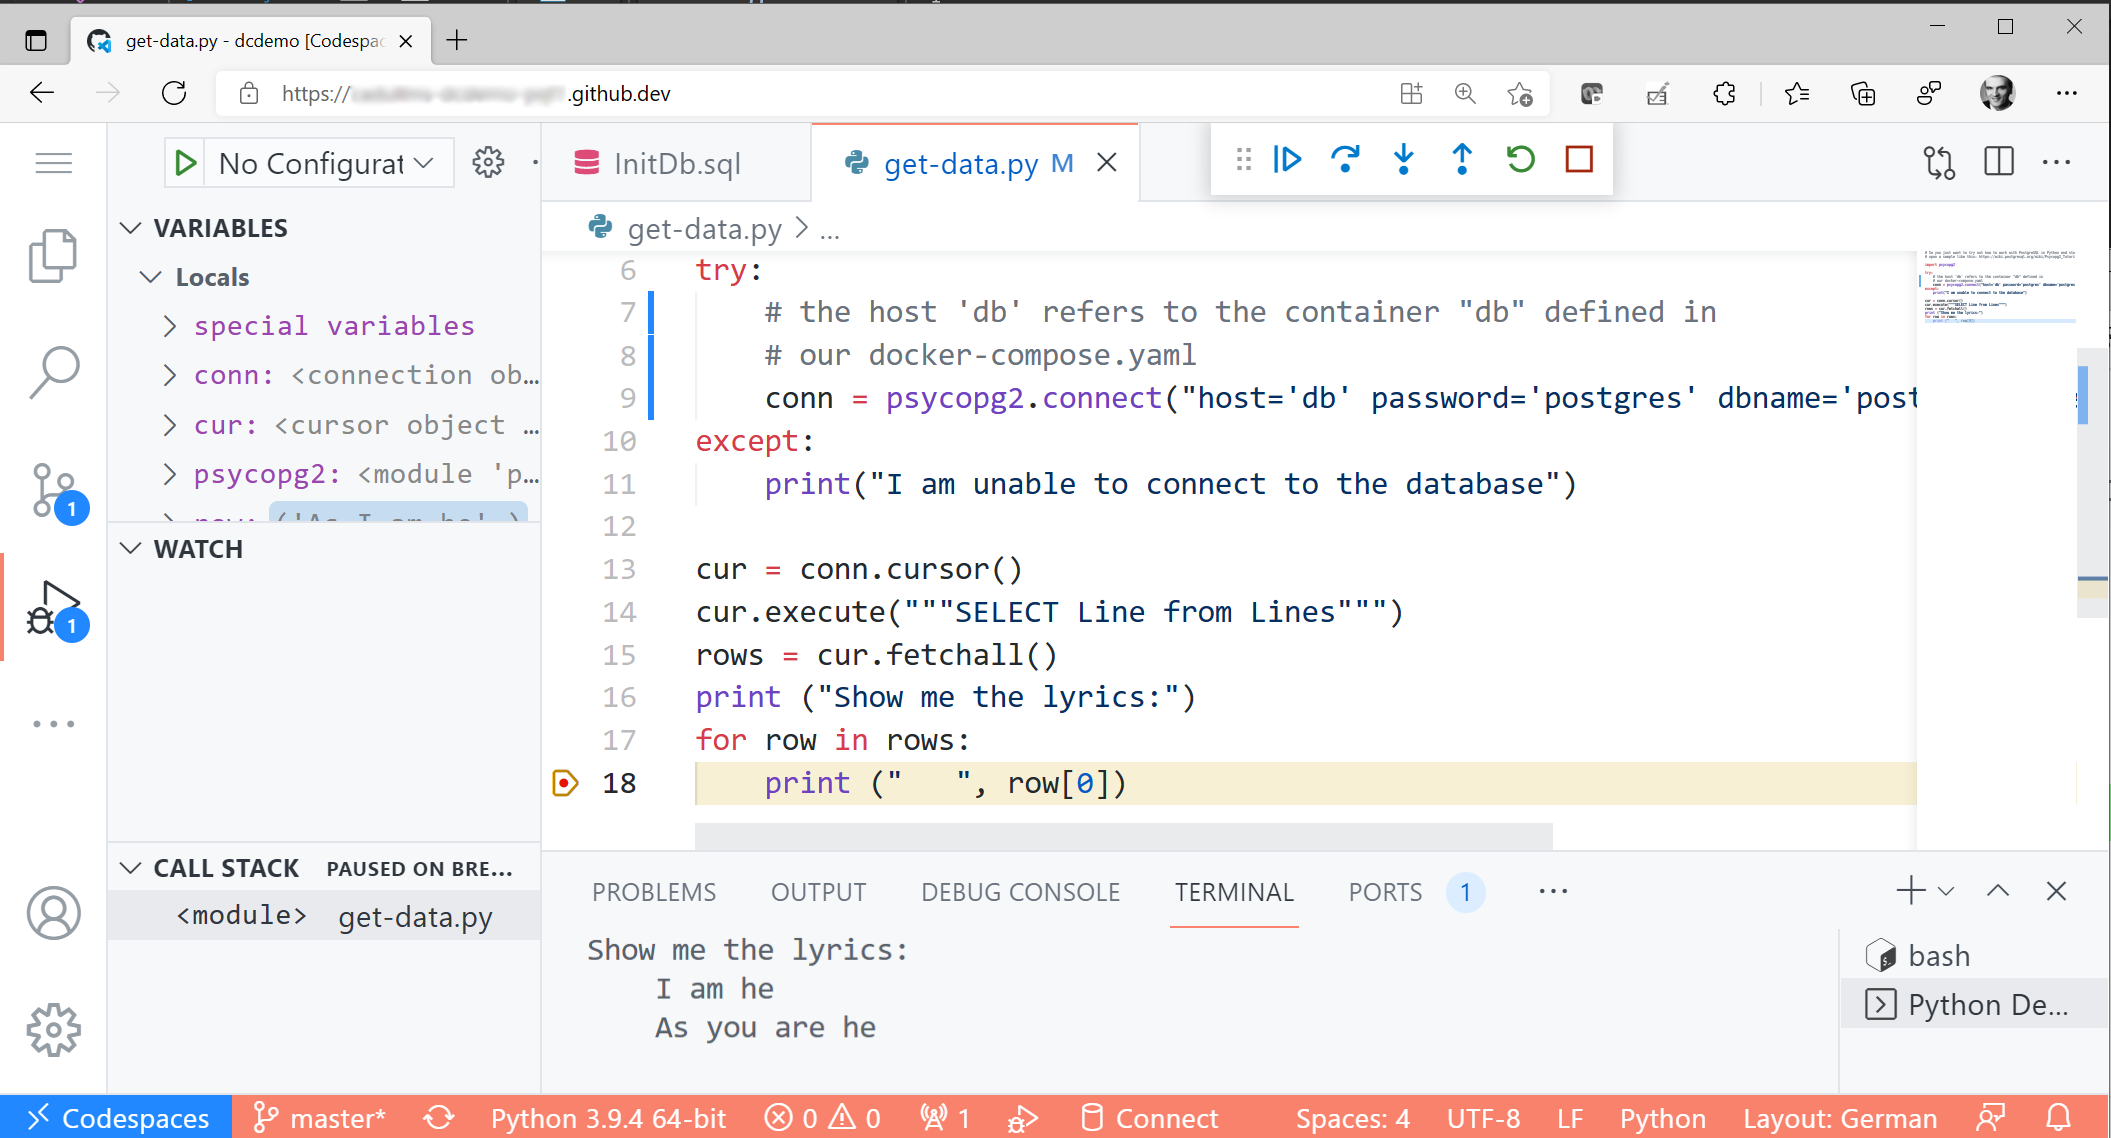 get-data.py - dcdemo [Codespac
https://
.github.dev
No Configurat
InitDb.sql
get-data.py M
VARIABLES
Locals
special variables
conn: <connection ob…
cur: <cursor object …
psycopg2: <module 'p…
row: ('As I am he',)
WATCH
CALL STACK PAUSED ON BRE…
<module> get-data.py
get-data.py > ...
6 try:
7 # the host 'db' refers to the container "db" defined in
8 # our docker-compose.yaml
9 conn = psycopg2.connect("host='db' password='postgres' dbname='post
10 except:
11 print("I am unable to connect to the database")
12
13 cur = conn.cursor()
14 cur.execute("""SELECT Line from Lines""")
15 rows = cur.fetchall()
16 print ("Show me the lyrics:")
17 for row in rows:
18 print ("   ", row[0])
1
1
PROBLEMS OUTPUT DEBUG CONSOLE TERMINAL PORTS 1
Show me the lyrics:
I am he
As you are he
bash
Python De…
Codespaces master* Python 3.9.4 64-bit 0 0 1 Connect Spaces: 4 UTF-8 LF Python Layout: German